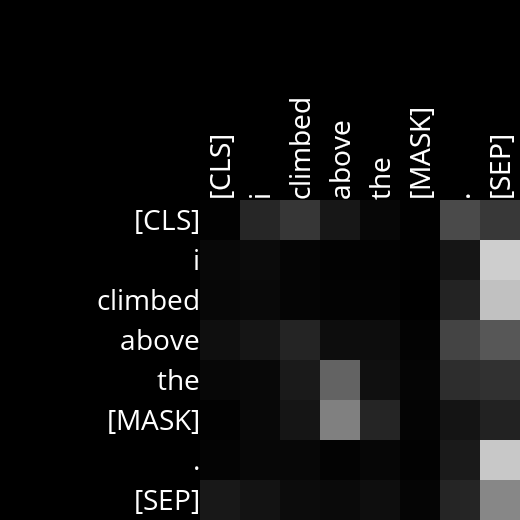 [CLS] i climbed above the [MASK] . [SEP]
[CLS]
i
climbed
above
the
[MASK]
.
[SEP]